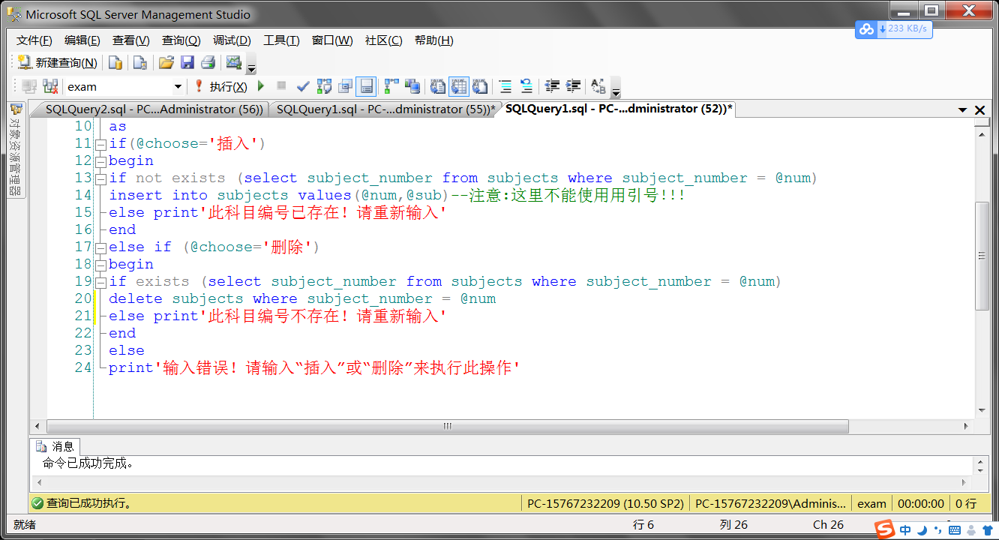 Microsoft SQL Server Management Studio
233 KB/s
文件(F) 编辑(E) 查看(V) 查询(Q) 调试(D) 工具(T) 窗口(W) 社区(C) 帮助(H)
新建查询(N)
exam 执行(X)
SQLQuery2.sql - PC...Administrator (56)) SQLQuery1.sql - PC-...dministrator (55))* SQLQuery1.sql - PC-...dministrator (52))*
对象资源管理器
10 as
11 if(@choose='插入')
12 begin
13 if not exists (select subject_number from subjects where subject_number = @num)
14 insert into subjects values(@num,@sub)--注意:这里不能使用用引号!!!
15 else print'此科目编号已存在！请重新输入'
16 end
17 else if (@choose='删除')
18 begin
19 if exists (select subject_number from subjects where subject_number = @num)
20 delete subjects where subject_number = @num
21 else print'此科目编号不存在！请重新输入'
22 end
23 else
24 print'输入错误！请输入“插入”或“删除”来执行此操作'
消息
命令已成功完成。
查询已成功执行。 PC-15767232209 (10.50 SP2) PC-15767232209\Adminis... exam 00:00:00 0 行
就绪 行 6 列 26 Ch 26
S 中